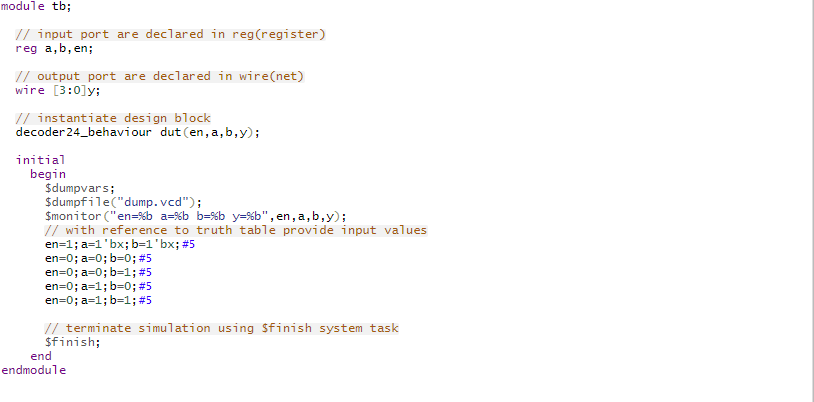 module tb;
// input port are declared in reg(register)
reg a,b,en;
// output port are declared in wire(net)
wire [3:0]y;
// instantiate design block
decoder24_behaviour dut(en,a,b,y);
initial
begin
$dumpvars;
$dumpfile("dump.vcd");
$monitor("en=%b a=%b b=%b y=%b",en,a,b,y);
// with reference to truth table provide input values
en=1;a=1'bx;b=1'bx;#5
en=0;a=0;b=0;#5
en=0;a=0;b=1;#5
en=0;a=1;b=0;#5
en=0;a=1;b=1;#5
// terminate simulation using $finish system task
$finish;
end
endmodule